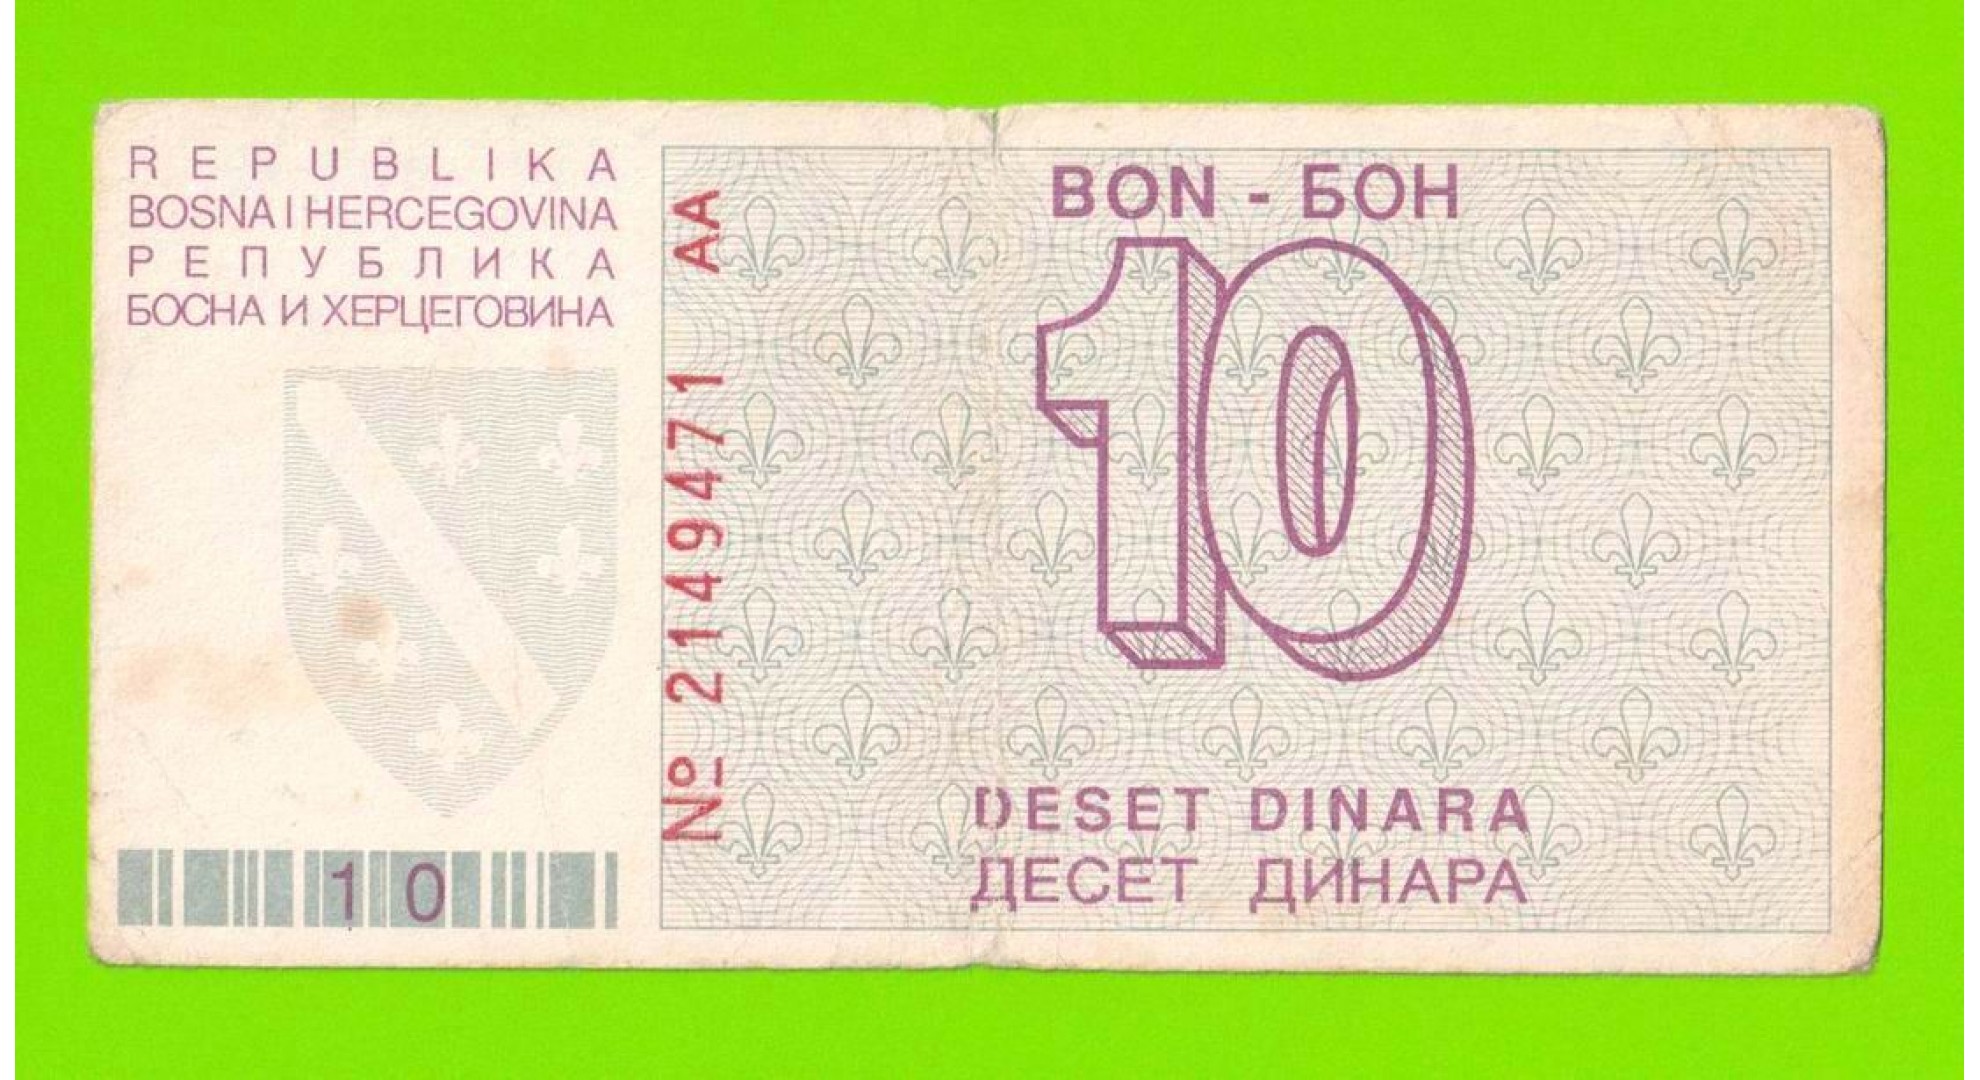 REPUBLIKA
BOSNA I HERCEGOVINA
РЕПУБЛИКА
БОСНА И ХЕРЦЕГОВИНА
10
№ 2149471 AA
BON - БОН
10
DESET DINARA
ДЕСЕТ ДИНАРА